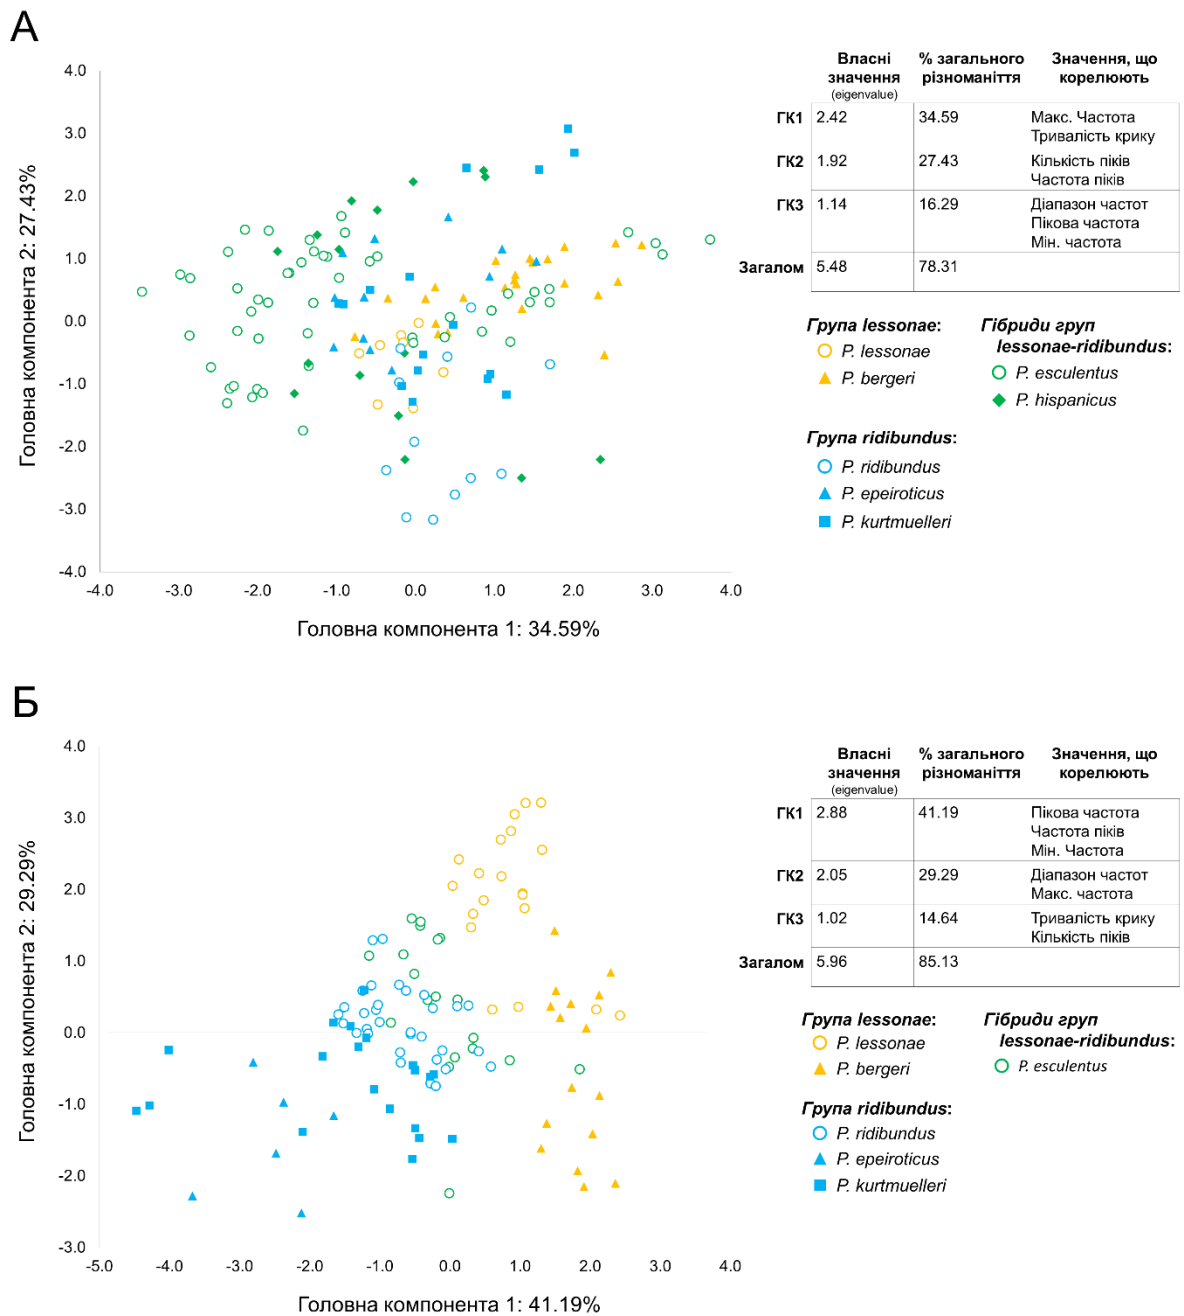 А
4.0
3.0
2.0
1.0
0.0
-1.0
-2.0
-3.0
-4.0
Головна компонента 2: 27.43%
-4.0 -3.0 -2.0 -1.0 0.0 1.0 2.0 3.0 4.0
Головна компонента 1: 34.59%
Власні % загального Значення, що
значення різноманіття корелюють
(eigenvalue)
ГК1 2.42 34.59 Макс. Частота
Тривалість крику
ГК2 1.92 27.43 Кількість піків
Частота піків
ГК3 1.14 16.29 Діапазон частот
Пікова частота
Мін. частота
Загалом 5.48 78.31
Група lessonae:
P. lessonae
P. bergeri
Гібриди груп
lessonae-ridibundus:
P. esculentus
P. hispanicus
Група ridibundus:
P. ridibundus
P. epeiroticus
P. kurtmuelleri
Б
4.0
3.0
2.0
1.0
0.0
-1.0
-2.0
-3.0
Головна компонента 2: 29.29%
-5.0 -4.0 -3.0 -2.0 -1.0 0.0 1.0 2.0 3.0 4.0
Головна компонента 1: 41.19%
Власні % загального Значення, що
значення різноманіття корелюють
(eigenvalue)
ГК1 2.88 41.19 Пікова частота
Частота піків
Мін. Частота
ГК2 2.05 29.29 Діапазон частот
Макс. частота
ГК3 1.02 14.64 Тривалість крику
Кількість піків
Загалом 5.96 85.13
Група lessonae:
P. lessonae
P. bergeri
Гібриди груп
lessonae-ridibundus:
P. esculentus
Група ridibundus:
P. ridibundus
P. epeiroticus
P. kurtmuelleri